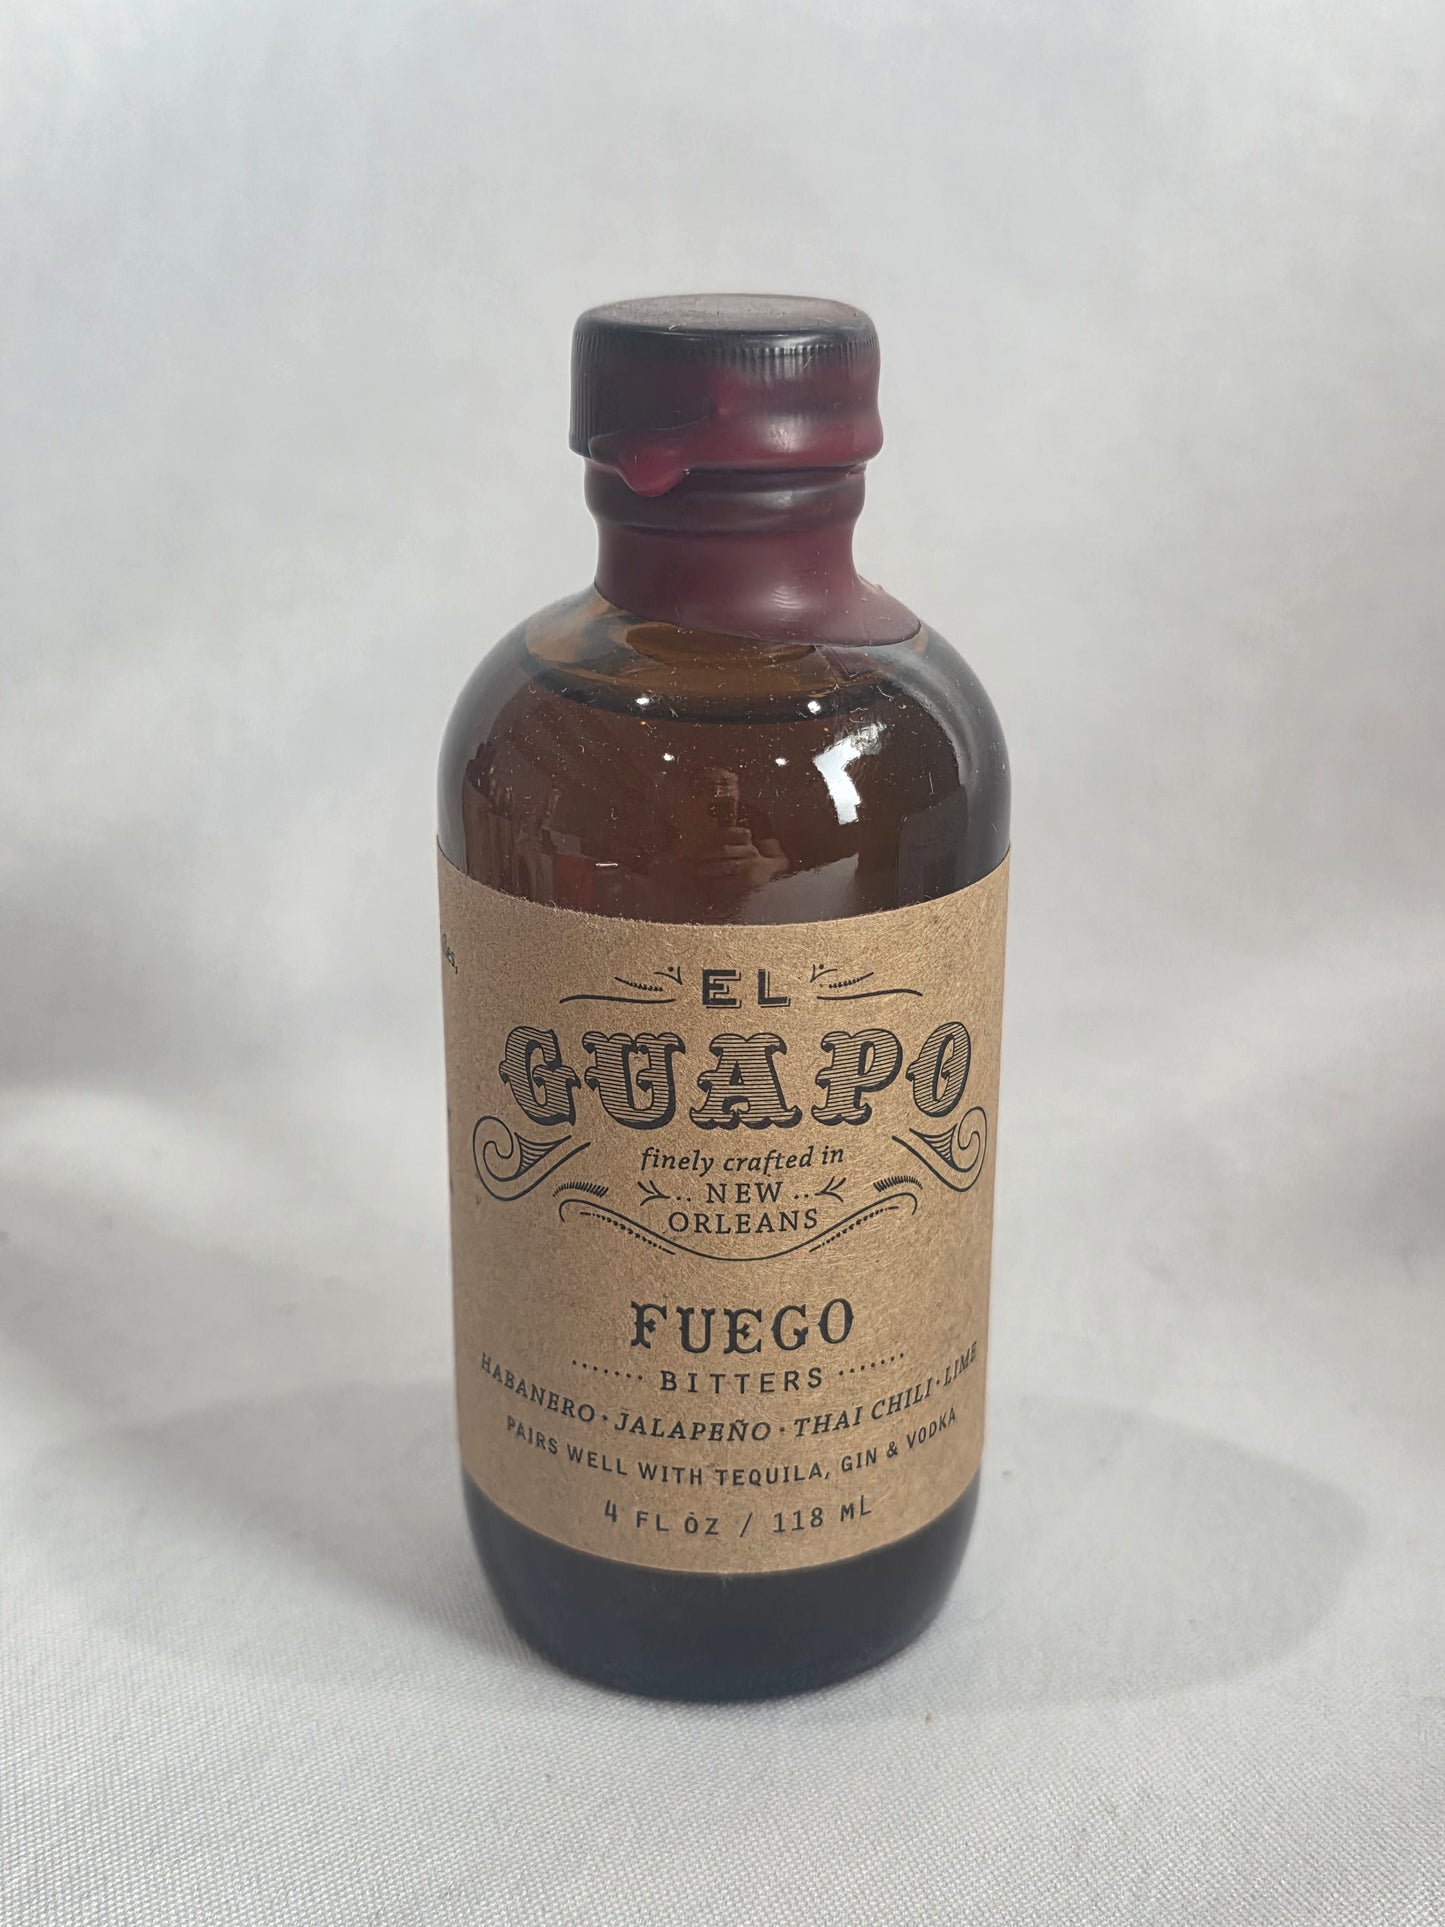 EL
GUAPO
finely crafted in
NEW
ORLEANS
FUEGO
BITTERS
HABANERO • JALAPEÑO • THAI CHILI • LIME
PAIRS WELL WITH TEQUILA, GIN & VODKA
4 FL OZ / 118 ML